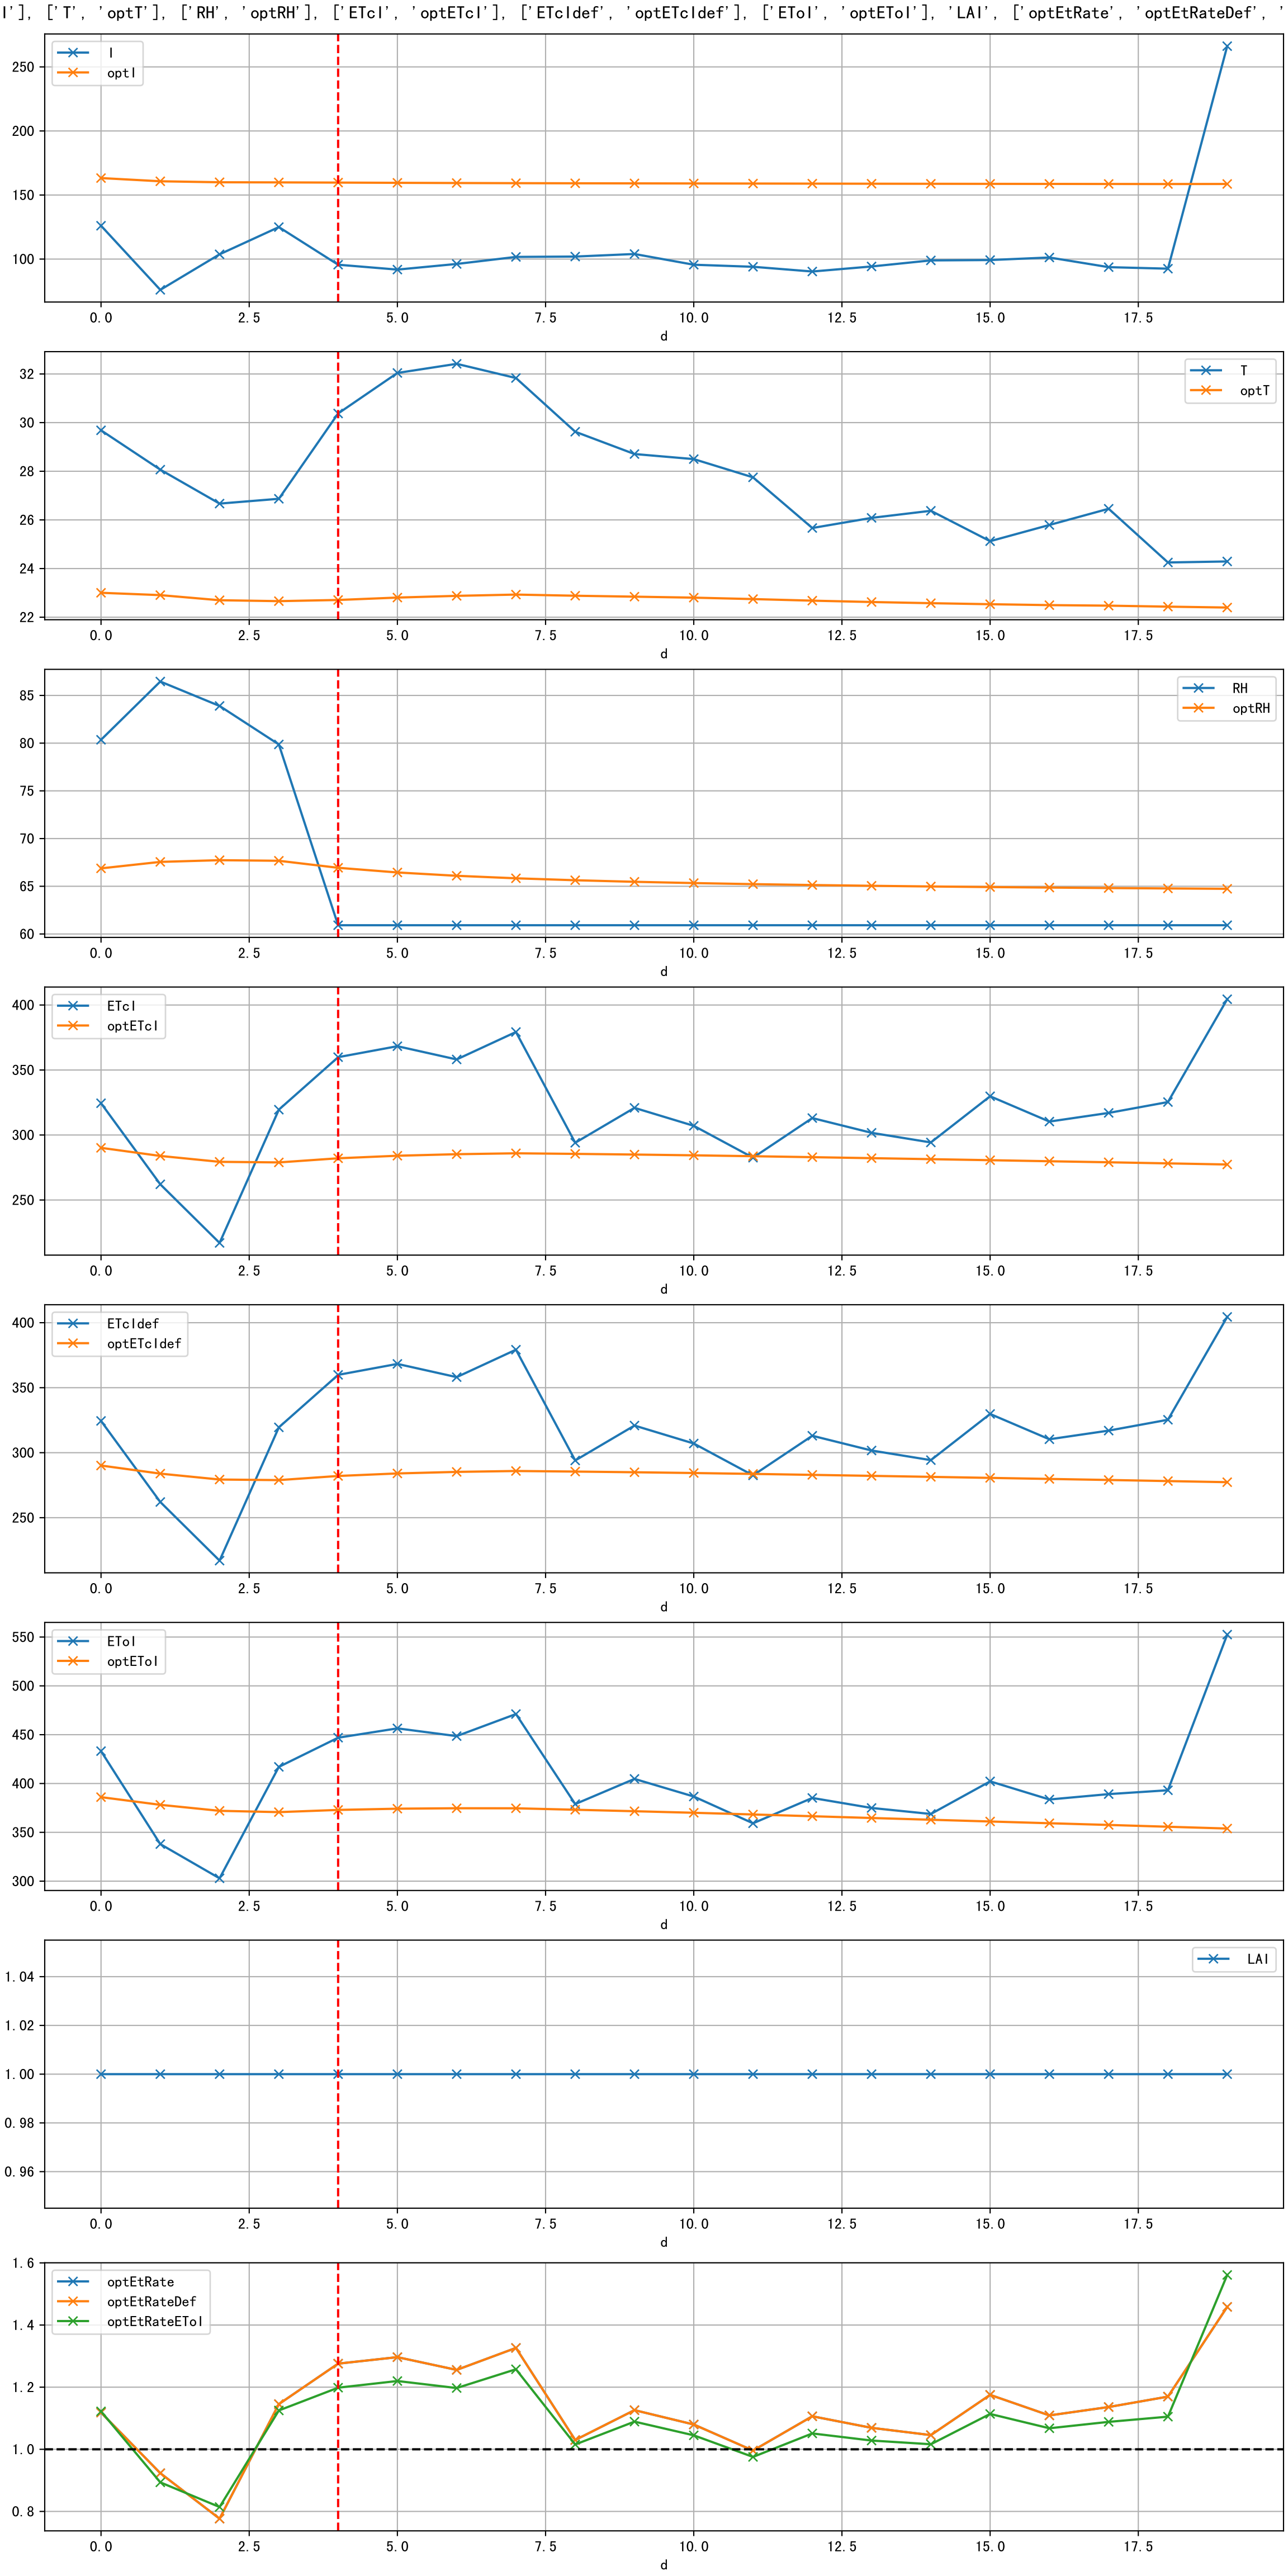 I'], ['T', 'optT'], ['RH', 'optRH'], ['ETcI', 'optETcI'], ['ETcIdef', 'optETcIdef'], ['EToI', 'optEToI'], 'LAI', ['optEtRate', 'optEtRateDef', '
I
optI
250
200
150
100
0.0 2.5 5.0 7.5 10.0 12.5 15.0 17.5
d
T
optT
32
30
28
26
24
22
0.0 2.5 5.0 7.5 10.0 12.5 15.0 17.5
d
RH
optRH
85
80
75
70
65
60
0.0 2.5 5.0 7.5 10.0 12.5 15.0 17.5
d
ETcI
optETcI
400
350
300
250
0.0 2.5 5.0 7.5 10.0 12.5 15.0 17.5
d
ETcIdef
optETcIdef
400
350
300
250
0.0 2.5 5.0 7.5 10.0 12.5 15.0 17.5
d
EToI
optEToI
550
500
450
400
350
300
0.0 2.5 5.0 7.5 10.0 12.5 15.0 17.5
d
LAI
1.04
1.02
1.00
0.98
0.96
0.0 2.5 5.0 7.5 10.0 12.5 15.0 17.5
d
optEtRate
optEtRateDef
optEtRateEToI
1.6
1.4
1.2
1.0
0.8
0.0 2.5 5.0 7.5 10.0 12.5 15.0 17.5
d